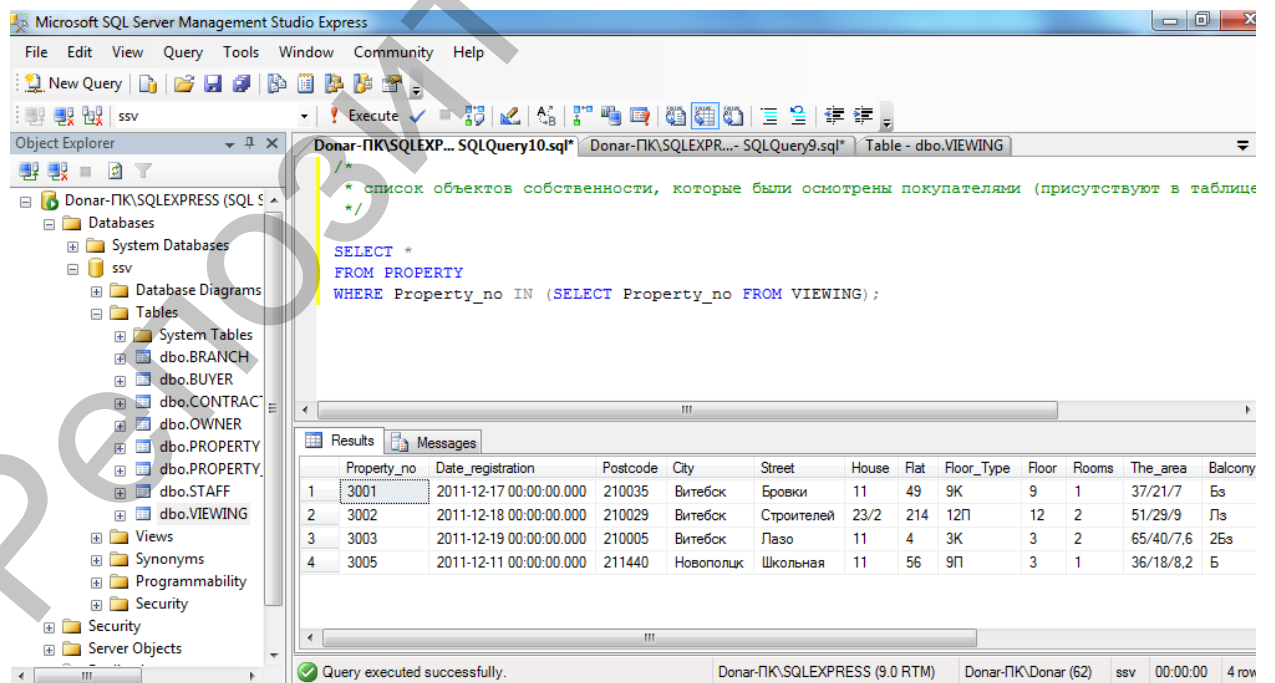 Microsoft SQL Server Management Studio Express
File Edit View Query Tools Window Community Help
New Query
ssv Execute
Object Explorer
Donar-ПК\SQLEXP... SQLQuery10.sql* Donar-ПК\SQLEXPR...- SQLQuery9.sql* Table - dbo.VIEWING
Donar-ПК\SQLEXPRESS (SQL S
Databases
System Databases
ssv
Database Diagrams
Tables
System Tables
dbo.BRANCH
dbo.BUYER
dbo.CONTRACT
dbo.OWNER
dbo.PROPERTY
dbo.PROPERTY_
dbo.STAFF
dbo.VIEWING
Views
Synonyms
Programmability
Security
Security
Server Objects
/*
* список объектов собственности, которые были осмотрены покупателями (присутствуют в таблице
*/
SELECT *
FROM PROPERTY
WHERE Property_no IN (SELECT Property_no FROM VIEWING);
Results Messages
Property_no Date_registration Postcode City Street House Flat Floor_Type Floor Rooms The_area Balcony
1 3001 2011-12-17 00:00:00.000 210035 Витебск Бровки 11 49 9К 9 1 37/21/7 Бз
2 3002 2011-12-18 00:00:00.000 210029 Витебск Строителей 23/2 214 12П 12 2 51/29/9 Лз
3 3003 2011-12-19 00:00:00.000 210005 Витебск Лазо 11 4 3К 3 2 65/40/7,6 2Бз
4 3005 2011-12-11 00:00:00.000 211440 Новополцк Школьная 11 56 9П 3 1 36/18/8,2 Б
Query executed successfully. Donar-ПК\SQLEXPRESS (9.0 RTM) Donar-ПК\Donar (62) ssv 00:00:00 4 row